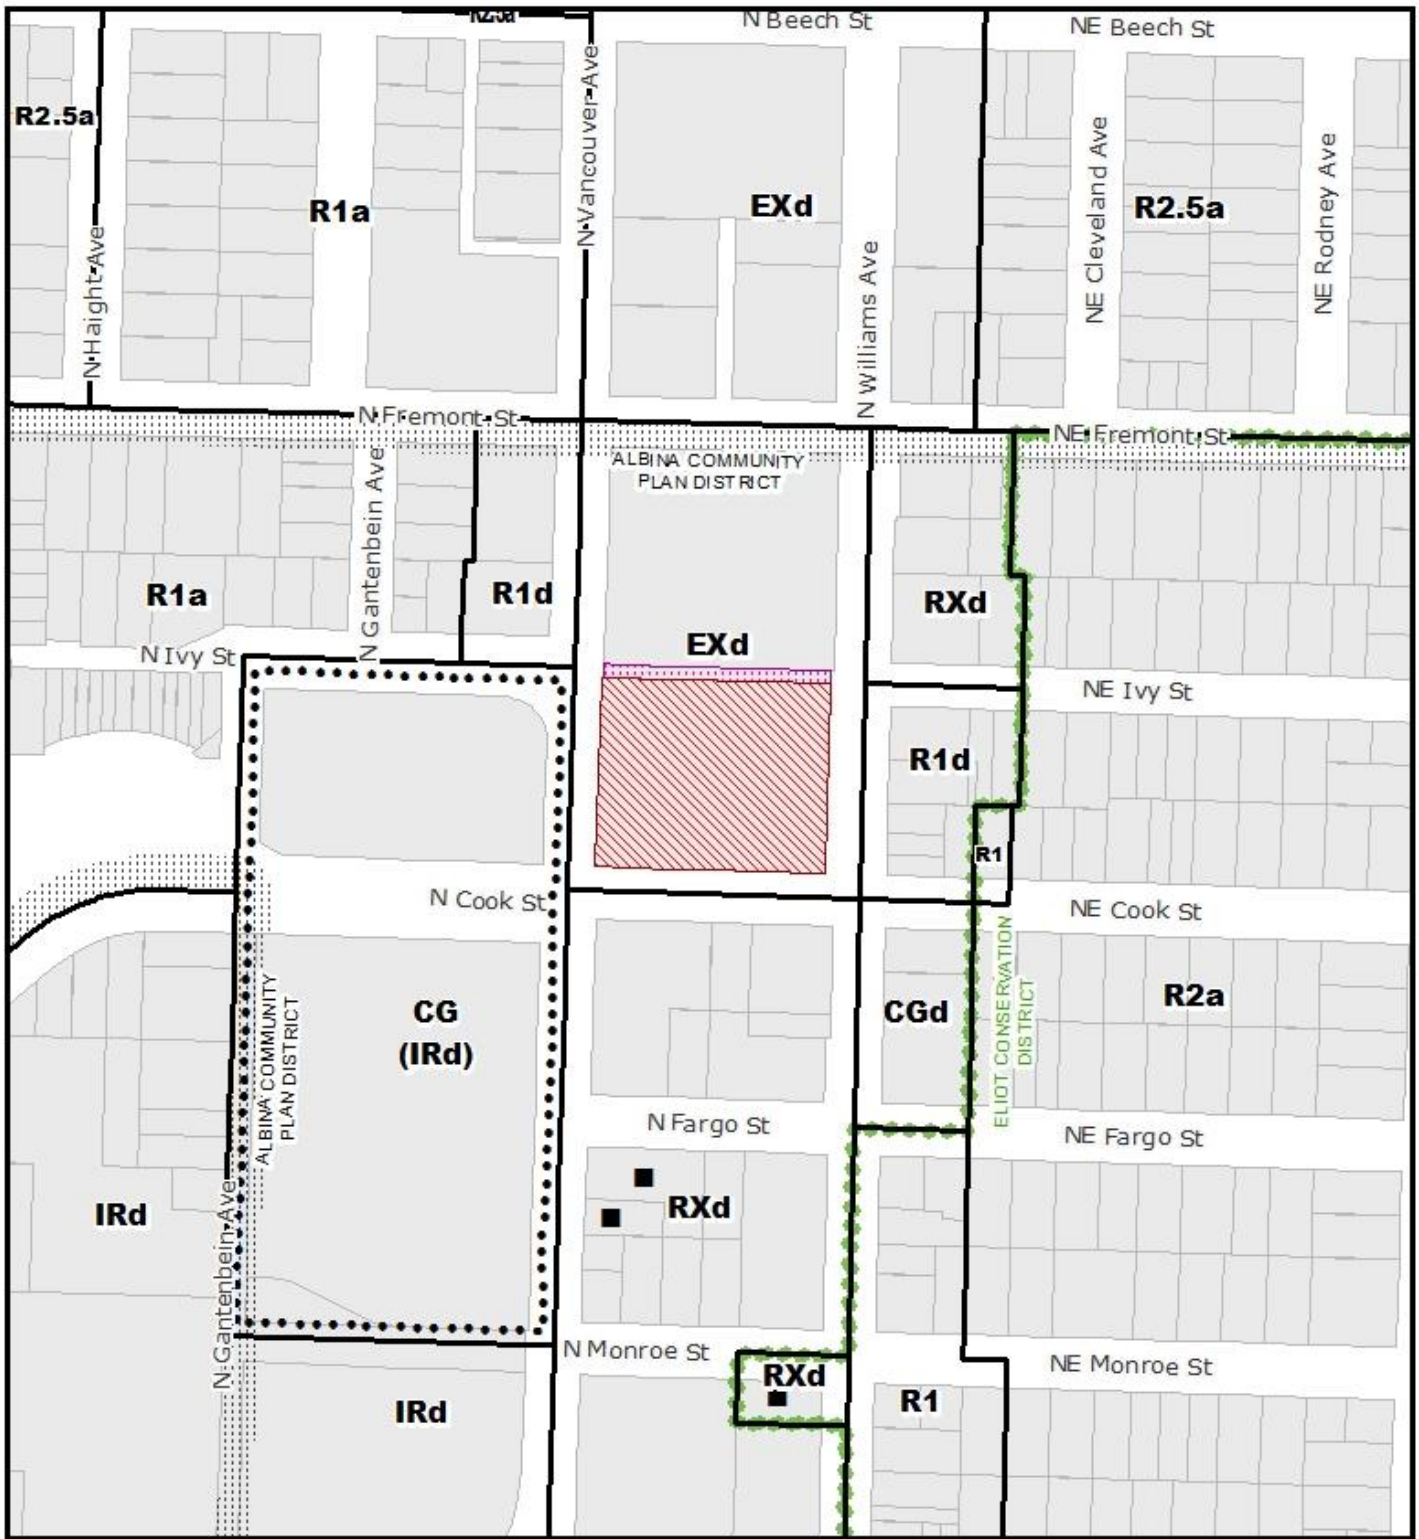 R2.5a
N Beech St
NE Beech St
R2.5a
N Haight Ave
R1a
N Vancouver Ave
EXd
N Williams Ave
NE Cleveland Ave
R2.5a
NE Rodney Ave
N Fremont St
NE Fremont St
ALBINA COMMUNITY
PLAN DISTRICT
N Gantenbein Ave
R1a
R1d
RXd
N Ivy St
EXd
NE Ivy St
R1d
R1
N Cook St
NE Cook St
ALBINA COMMUNITY
PLAN DISTRICT
CG
(IRd)
CGd
ELIOT CONSERVATION
DISTRICT
R2a
N Fargo St
NE Fargo St
IRd
RXd
N Gantenbein Ave
N Monroe St
NE Monroe St
RXd
IRd
R1